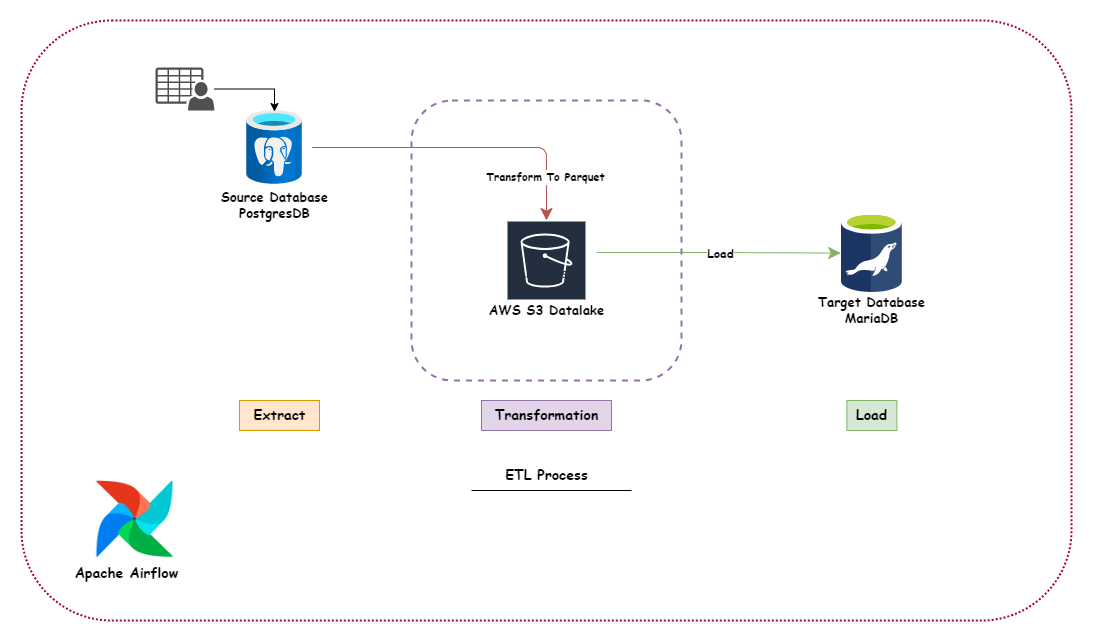 Source Database
PostgresDB
Transform To Parquet
AWS S3 Datalake
Load
Target Database
MariaDB
Extract
Transformation
Load
ETL Process
Apache Airflow